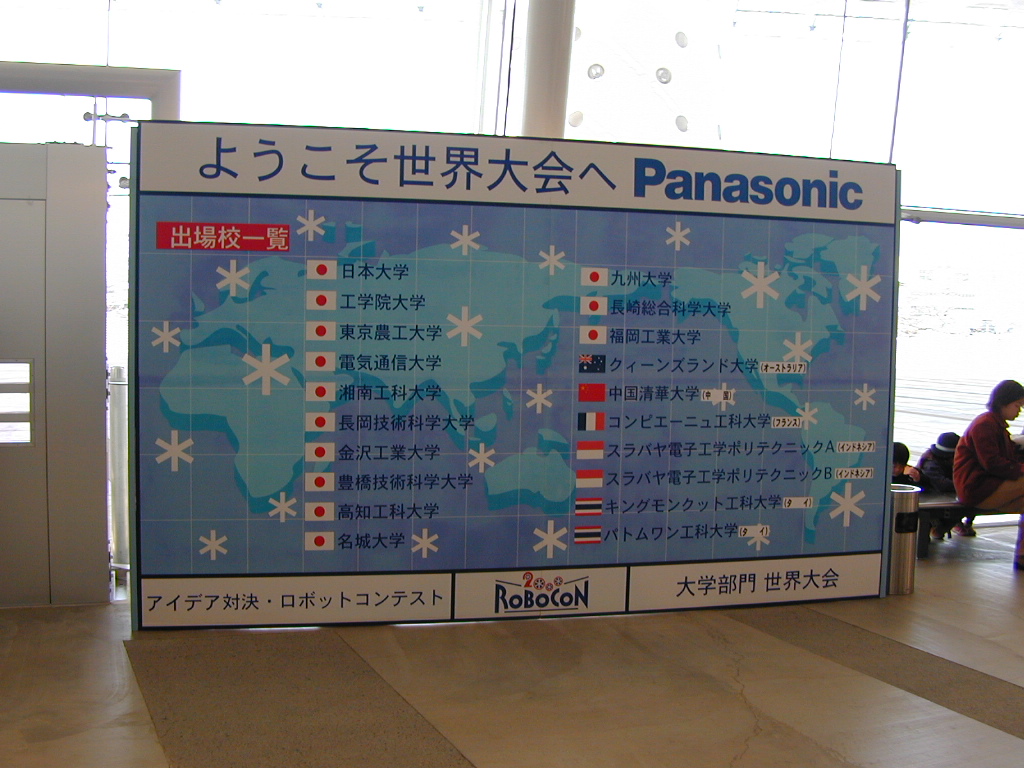 ようこそ世界大会へ Panasonic
出場校一覧
日本大学
工学院大学
東京農工大学
電気通信大学
湘南工科大学
長岡技術科学大学
金沢工業大学
豊橋技術科学大学
高知工科大学
名城大学
九州大学
長崎総合科学大学
福岡工業大学
クィーンズランド大学(オーストラリア)
中国清華大学(中 国)
コンピエーニュ工科大学(フランス)
スラバヤ電子工学ポリテクニックA(インドネシア)
スラバヤ電子工学ポリテクニックB(インドネシア)
キングモンクット工科大学(タ イ)
パトムワン工科大学(タ イ)
アイデア対決・ロボットコンテスト
2000
ROBOCON
大学部門 世界大会